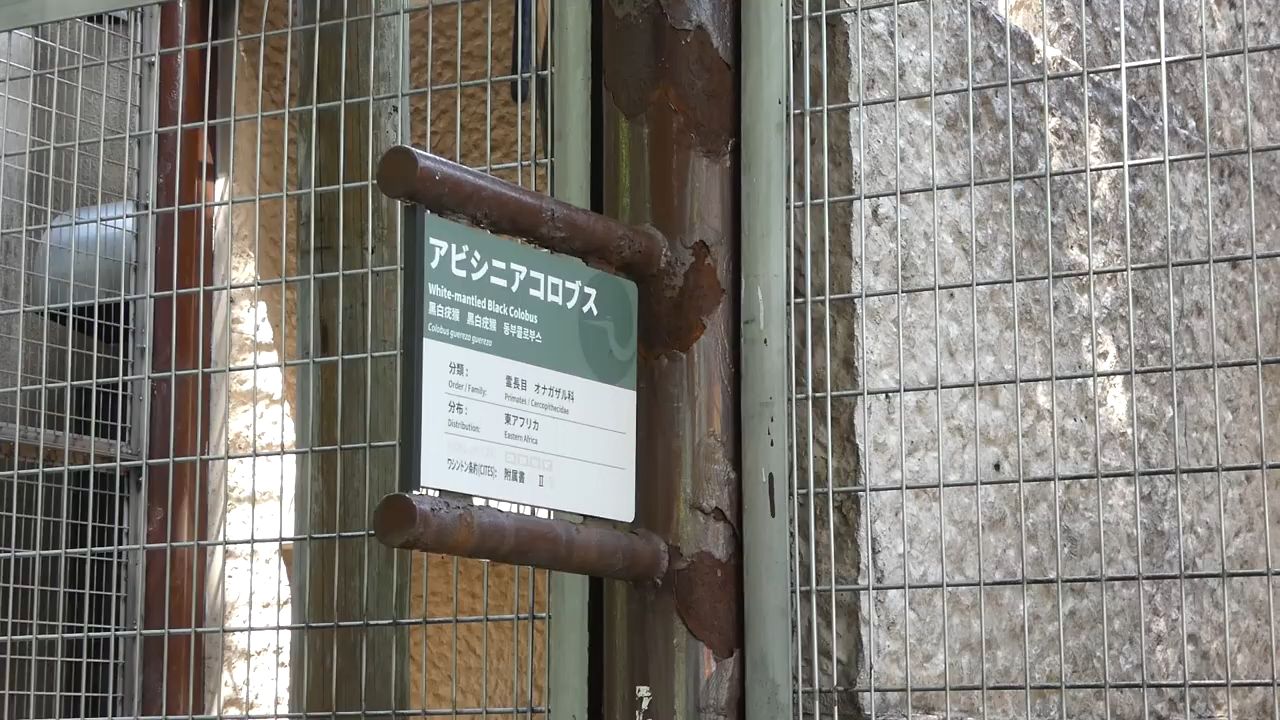 アビシニアコロブス
White-mantled Black Colobus
黑白疣猴 黑白疣猴 동부콜로부스
Colobus guereza guereza
分類： 霊長目 オナガザル科
Order / Family: Primates / Cercopithecidae
分布： 東アフリカ
Distribution: Eastern Africa
ワシントン条約(CITES)： 附属書 Ⅱ